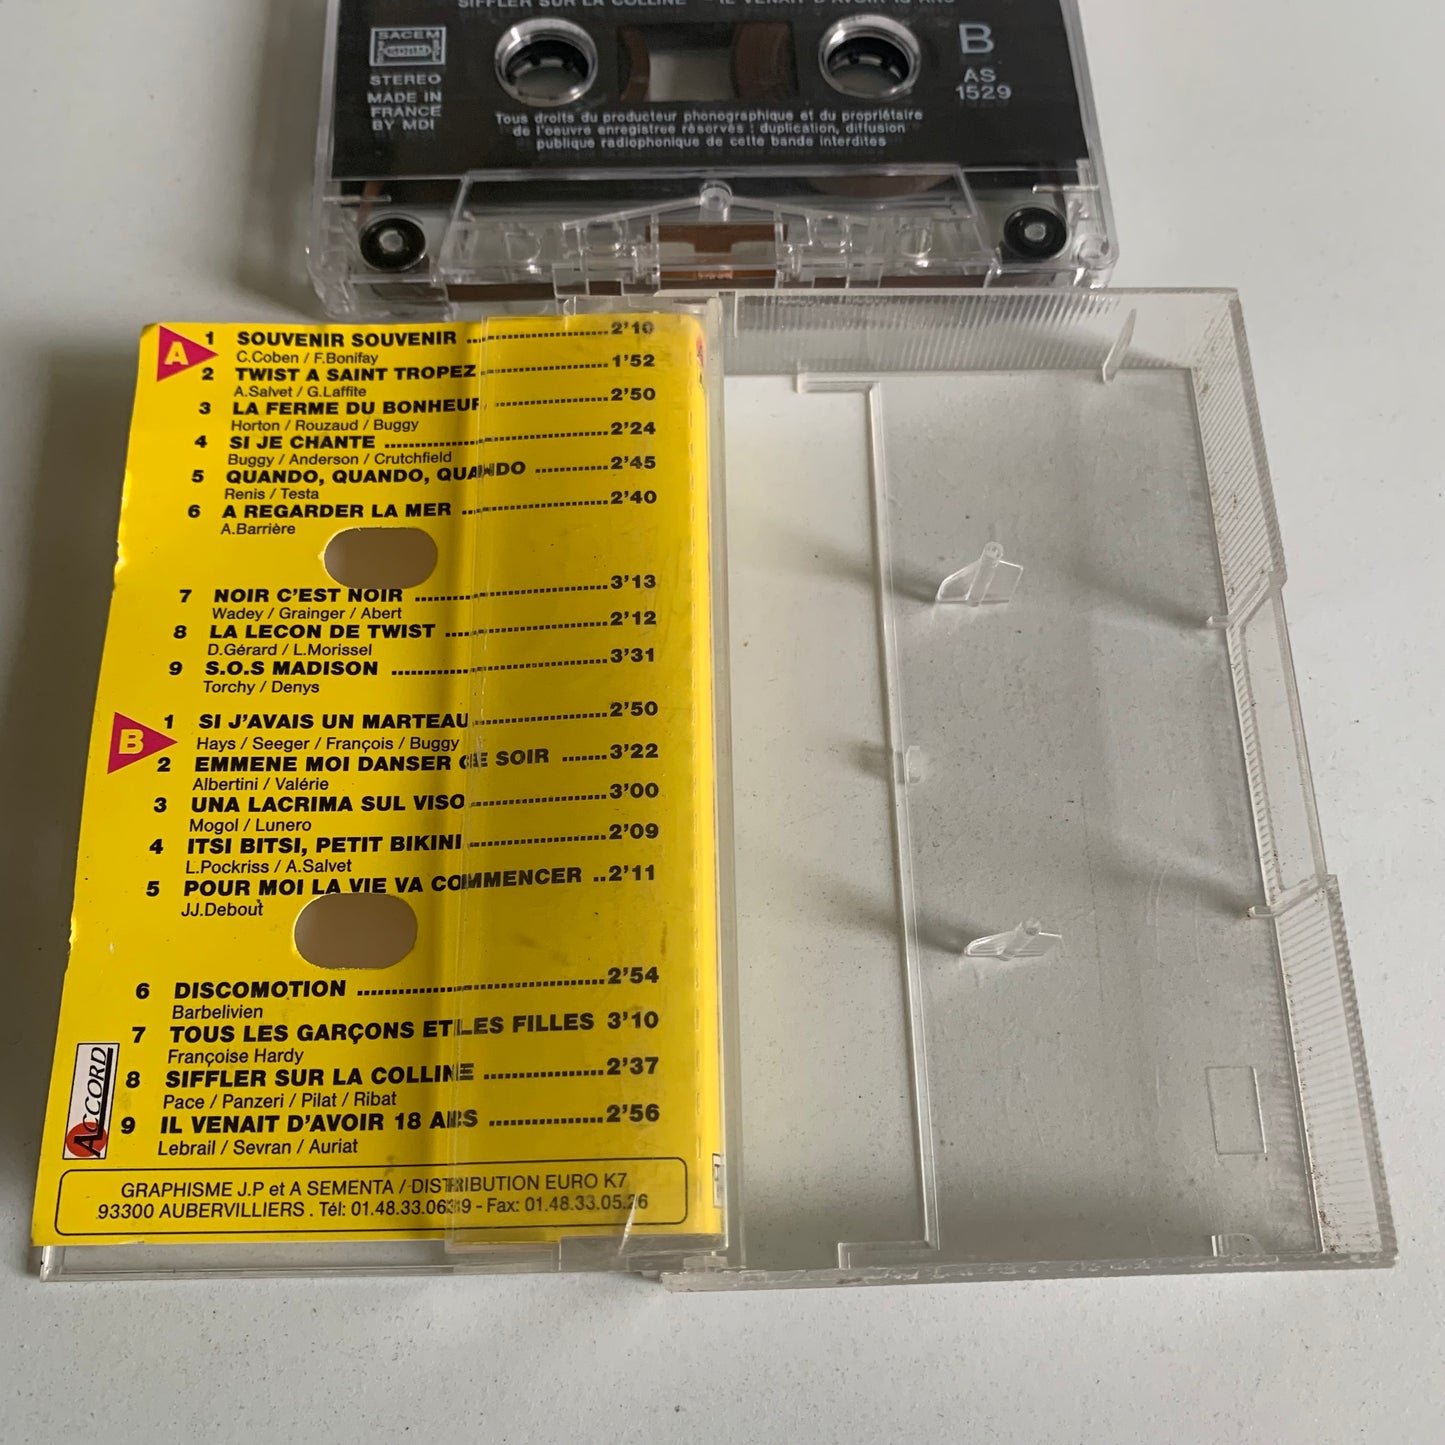 SIFFLER SUR LA COLLINE - IL VENAIT D'AVOIR 18 ANS
SACEM
STEREO
MADE IN
FRANCE
BY MDI
B
AS
1529
Tous droits du producteur phonographique et du propriétaire
de l'oeuvre enregistree réservés : duplication, diffusion
publique radiophonique de cette bande interdites
A
1 SOUVENIR SOUVENIR ........ 2'10
C.Coben / F.Bonifay
2 TWIST A SAINT TROPEZ ........ 1'52
A.Salvet / G.Laffite
3 LA FERME DU BONHEUR ........ 2'50
Horton / Rouzaud / Buggy
4 SI JE CHANTE ........ 2'24
Buggy / Anderson / Crutchfield
5 QUANDO, QUANDO, QUANDO ........ 2'45
Renis / Testa
6 A REGARDER LA MER ........ 2'40
A.Barrière
7 NOIR C'EST NOIR ........ 3'13
Wadey / Grainger / Abert
8 LA LECON DE TWIST ........ 2'12
D.Gérard / L.Morissel
9 S.O.S MADISON ........ 3'31
Torchy / Denys
B
1 SI J'AVAIS UN MARTEAU ........ 2'50
Hays / Seeger / François / Buggy
2 EMMENE MOI DANSER CE SOIR ....... 3'22
Albertini / Valérie
3 UNA LACRIMA SUL VISO ........ 3'00
Mogol / Lunero
4 ITSI BITSI, PETIT BIKINI ........ 2'09
L.Pockriss / A.Salvet
5 POUR MOI LA VIE VA COMMENCER .. 2'11
JJ.Debout
6 DISCOMOTION ........ 2'54
Barbelivien
7 TOUS LES GARÇONS ET LES FILLES 3'10
Françoise Hardy
8 SIFFLER SUR LA COLLINE ........ 2'37
Pace / Panzeri / Pilat / Ribat
9 IL VENAIT D'AVOIR 18 ANS ........ 2'56
Lebrail / Sevran / Auriat
ACCORD
GRAPHISME J.P et A SEMENTA / DISTRIBUTION EURO K7
93300 AUBERVILLIERS . Tél: - Fax: 01.48.33.05.26